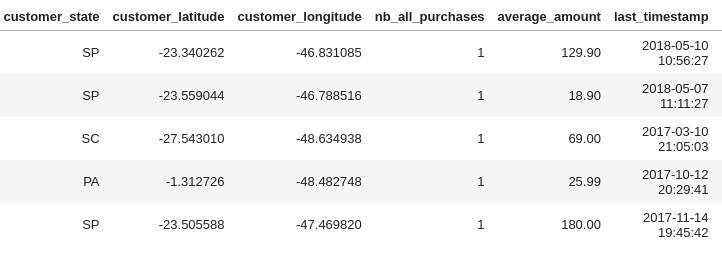 customer_state customer_latitude customer_longitude nb_all_purchases average_amount last_timestamp
SP -23.340262 -46.831085 1 129.90 2018-05-10 10:56:27
SP -23.559044 -46.788516 1 18.90 2018-05-07 11:11:27
SC -27.543010 -48.634938 1 69.00 2017-03-10 21:05:03
PA -1.312726 -48.482748 1 25.99 2017-10-12 20:29:41
SP -23.505588 -47.469820 1 180.00 2017-11-14 19:45:42